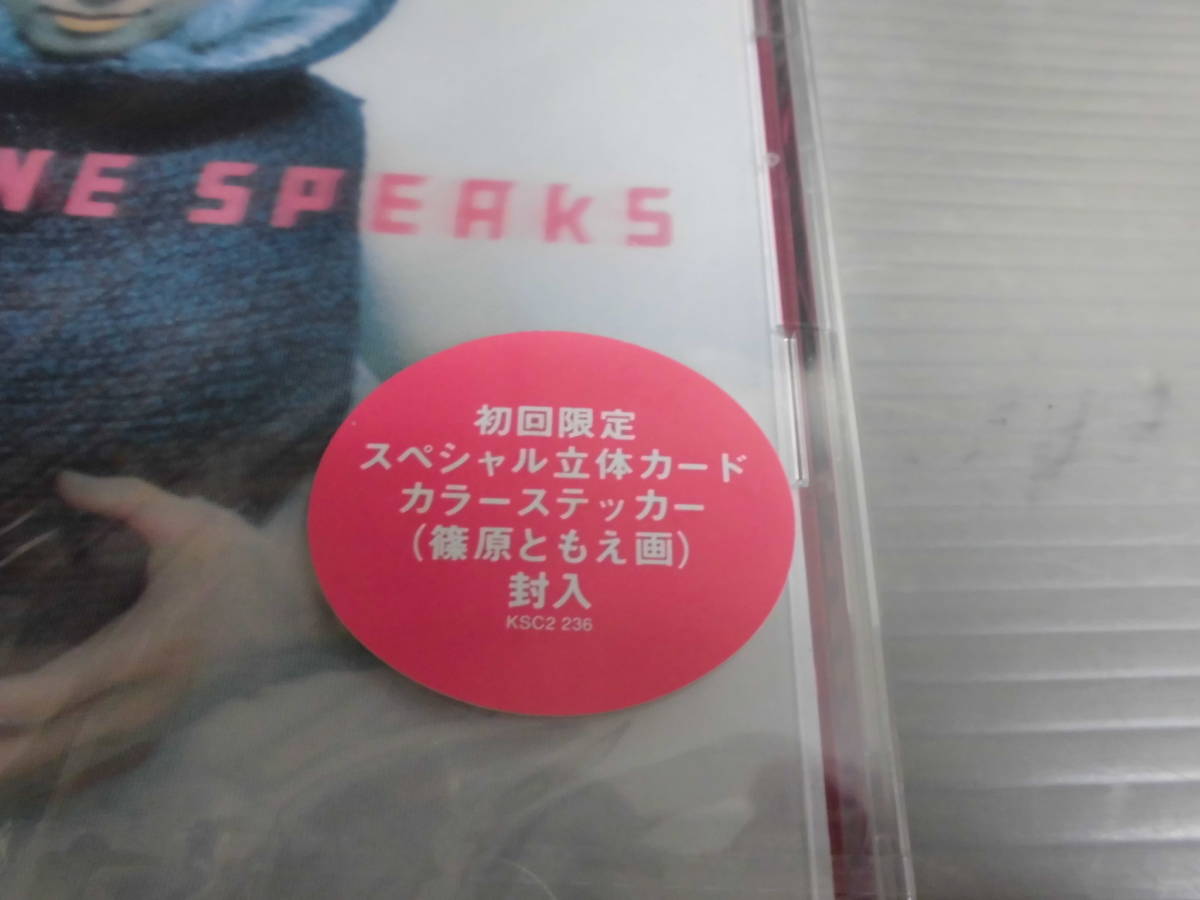 NE SPEAkS
初回限定
スペシャル立体カード
カラーステッカー
(篠原ともえ画)
封入
KSC2 236